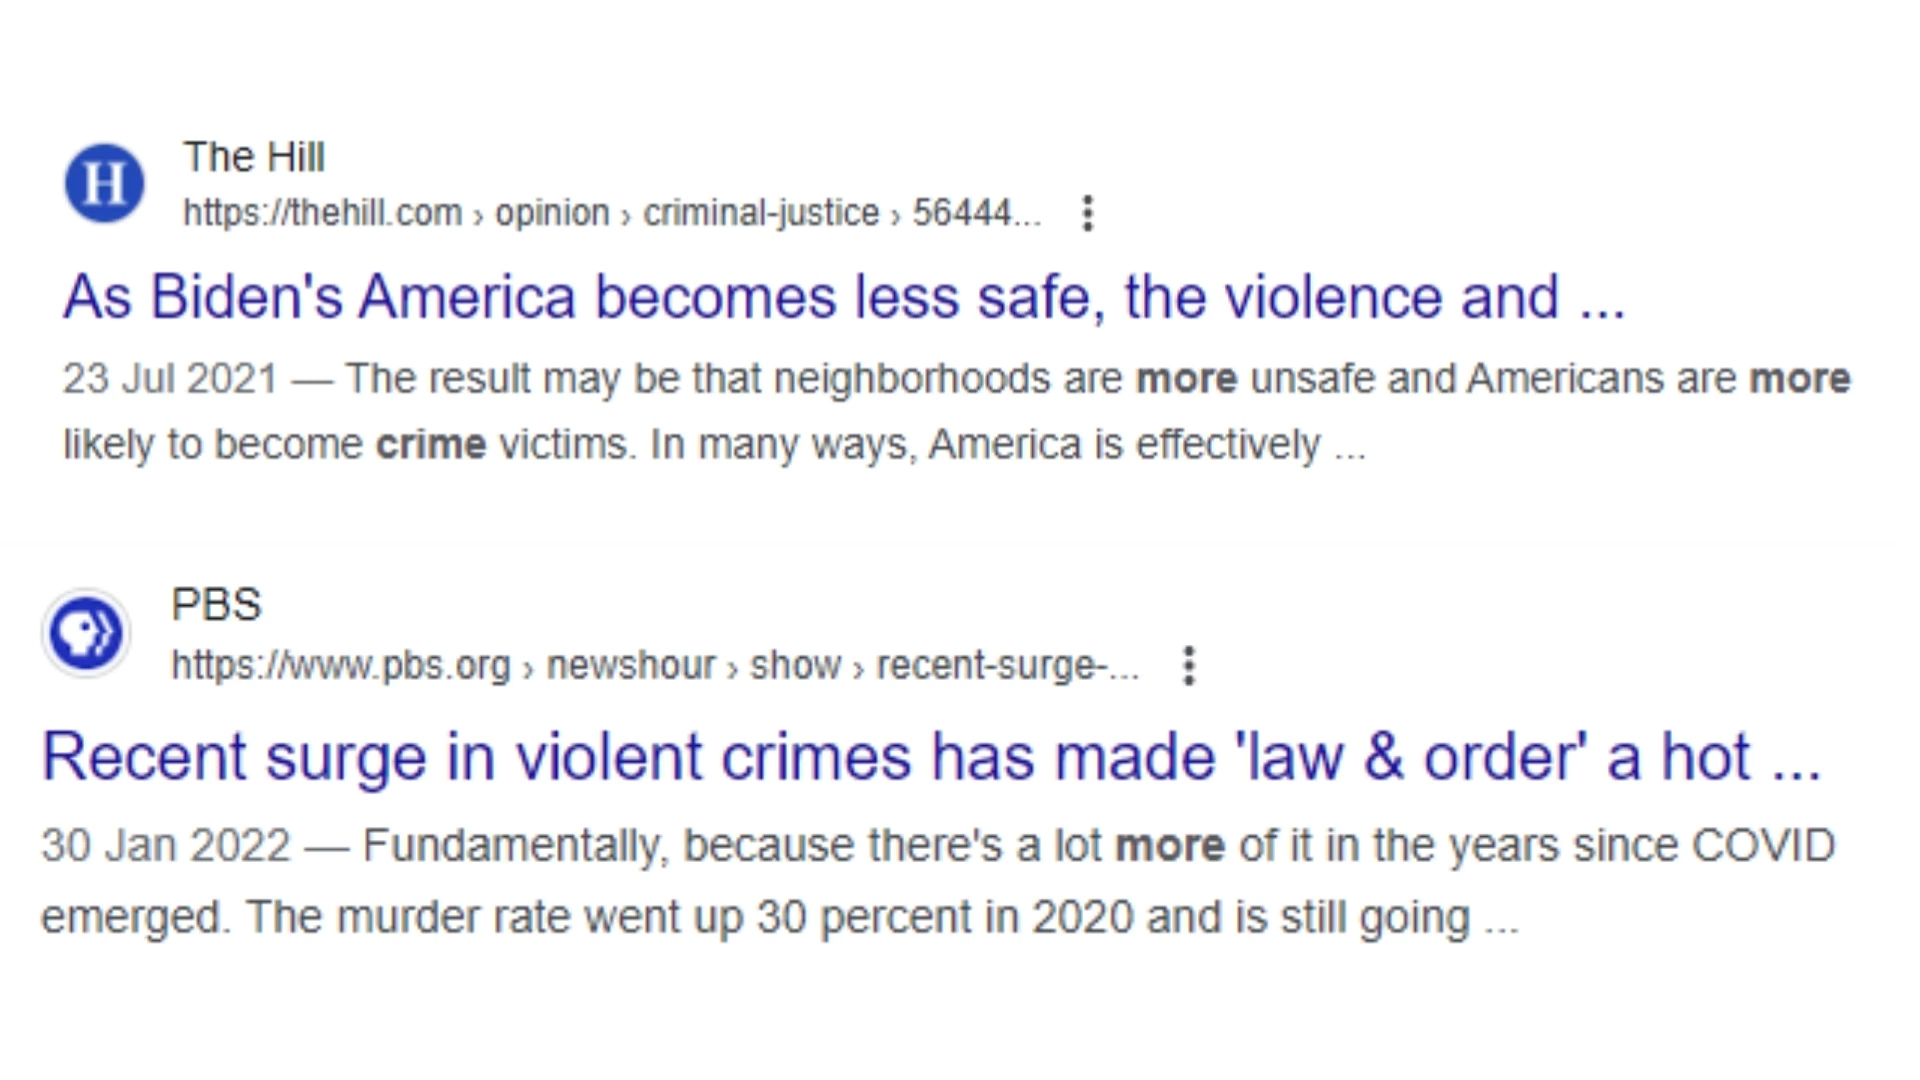 H
The Hill
https://thehill.com › opinion › criminal-justice › 56444...
As Biden's America becomes less safe, the violence and ...
23 Jul 2021 — The result may be that neighborhoods are more unsafe and Americans are more
likely to become crime victims. In many ways, America is effectively ...
PBS
https://www.pbs.org › newshour › show › recent-surge-...
Recent surge in violent crimes has made 'law & order' a hot ...
30 Jan 2022 — Fundamentally, because there's a lot more of it in the years since COVID
emerged. The murder rate went up 30 percent in 2020 and is still going ...